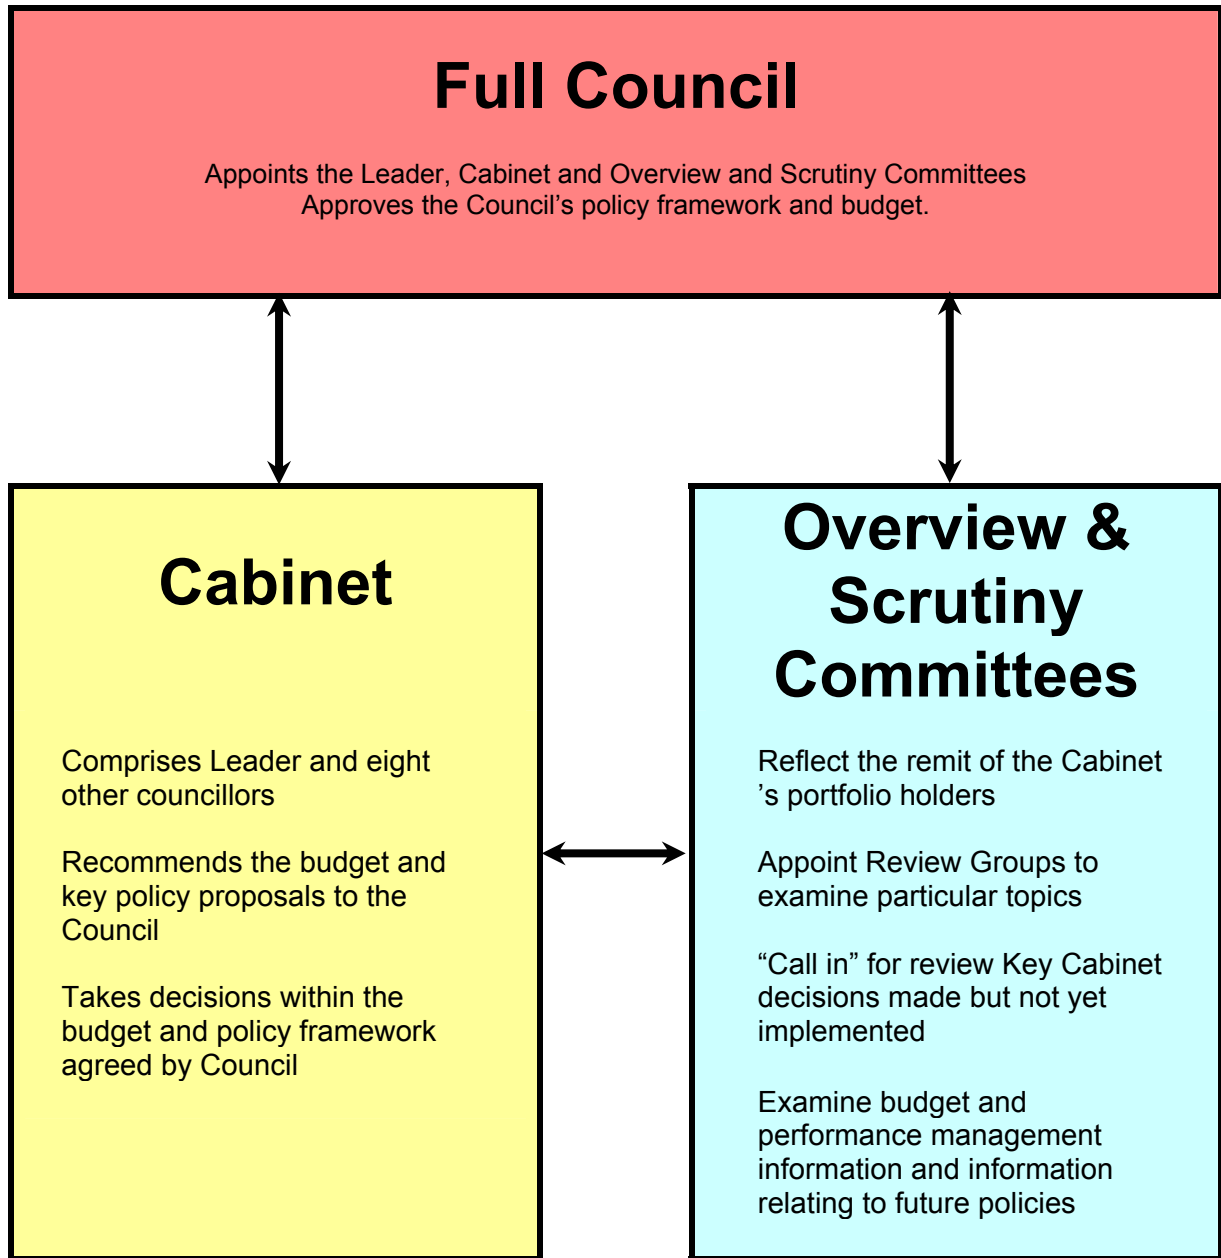 Full Council
Appoints the Leader, Cabinet and Overview and Scrutiny Committees
Approves the Council’s policy framework and budget.
Cabinet
Comprises Leader and eight
other councillors
Recommends the budget and
key policy proposals to the
Council
Takes decisions within the
budget and policy framework
agreed by Council
Overview &
Scrutiny
Committees
Reflect the remit of the Cabinet
’s portfolio holders
Appoint Review Groups to
examine particular topics
“Call in” for review Key Cabinet
decisions made but not yet
implemented
Examine budget and
performance management
information and information
relating to future policies